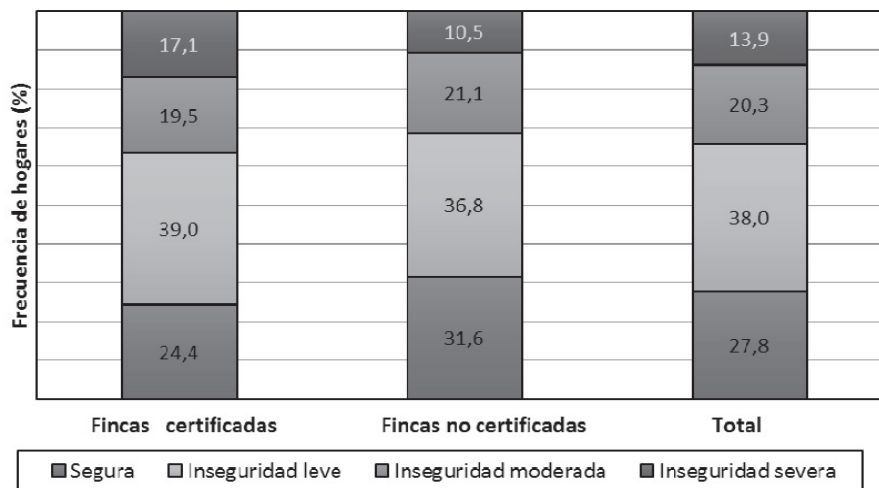 Frecuencia de hogares (%)
17,1 10,5 13,9
19,5 21,1 20,3
39,0 36,8 38,0
24,4 31,6 27,8
Fincas certificadas Fincas no certificadas Total
Segura Inseguridad leve Inseguridad moderada Inseguridad severa